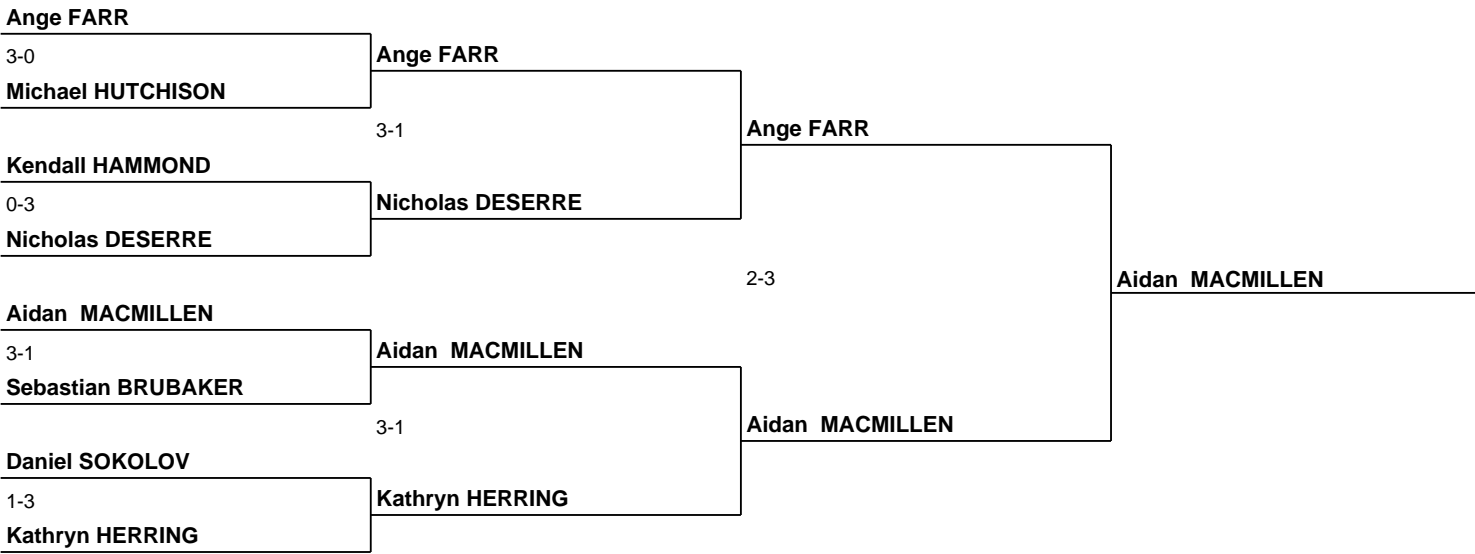 Ange FARR
3-0
Ange FARR
Michael HUTCHISON
3-1
Ange FARR
Kendall HAMMOND
0-3
Nicholas DESERRE
Nicholas DESERRE
2-3
Aidan  MACMILLEN
Aidan  MACMILLEN
3-1
Aidan  MACMILLEN
Sebastian BRUBAKER
3-1
Aidan  MACMILLEN
Daniel SOKOLOV
1-3
Kathryn HERRING
Kathryn HERRING